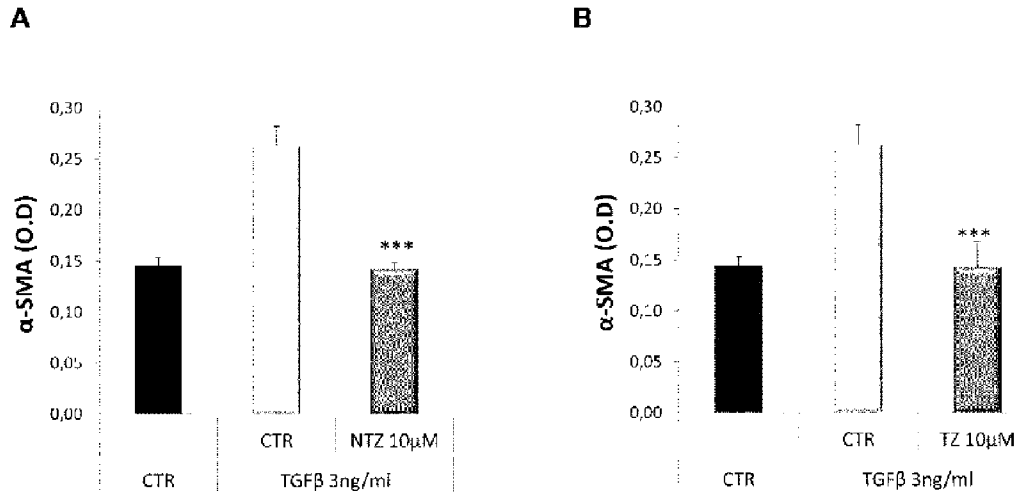 A
B
0,30
0,25
0,20
0,15
0,10
0,05
0,00
α-SMA (O.D)
***
CTR
NTZ 10µM
CTR
TGFβ 3ng/ml
0,30
0,25
0,20
0,15
0,10
0,05
0,00
α-SMA (O.D)
***
CTR
TZ 10µM
CTR
TGFβ 3ng/ml